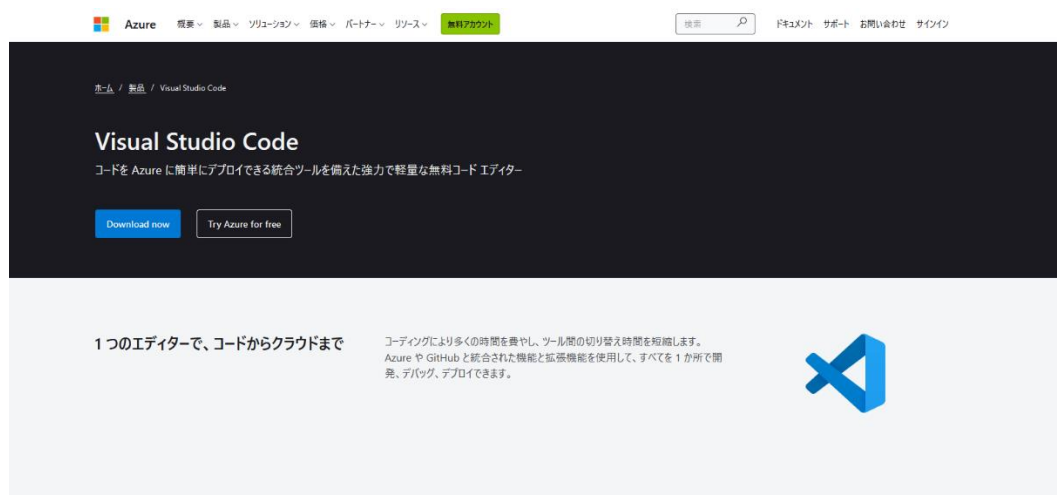 Azure 概要 製品 ソリューション 価格 パートナー リソース 無料アカウント 検索 ドキュメント サポート お問い合わせ サインイン
ホーム / 製品 / Visual Studio Code
Visual Studio Code
コードを Azure に簡単にデプロイできる統合ツールを備えた強力で軽量な無料コード エディター
Download now Try Azure for free
1 つのエディターで、コードからクラウドまで
コーディングにより多くの時間を費やし、ツール間の切り替え時間を短縮します。
Azure や GitHub と統合された機能と拡張機能を使用して、すべてを 1 か所で開
発、デバッグ、デプロイできます。